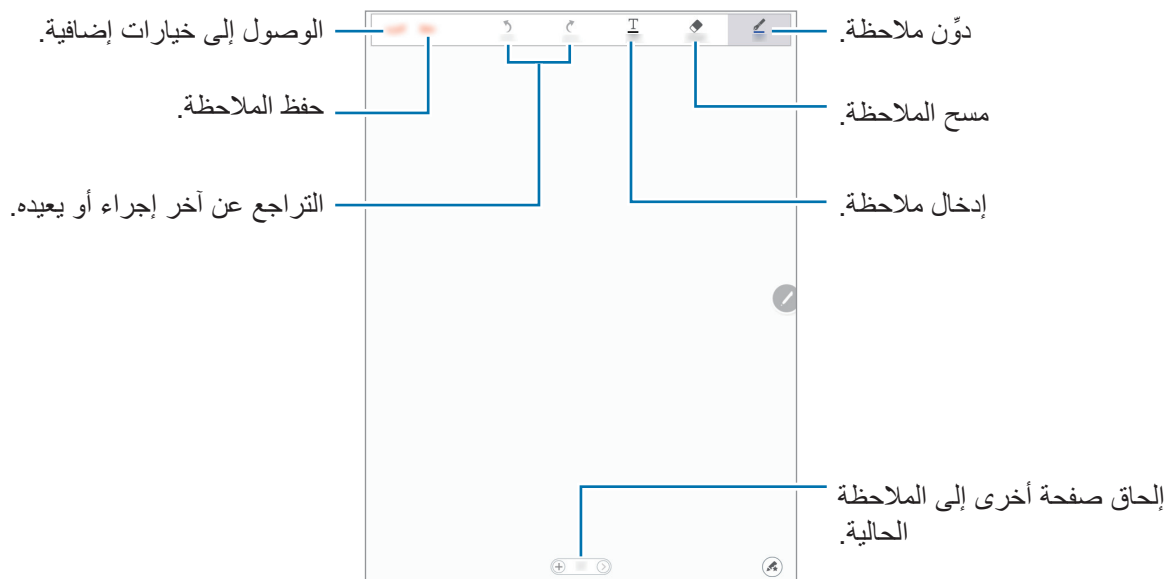 دوِّن ملاحظة.
مسح الملاحظة.
إدخال ملاحظة.
الوصول إلى خيارات إضافية.
حفظ الملاحظة.
التراجع عن آخر إجراء أو يعيده.
إلحاق صفحة أخرى إلى الملاحظة
الحالية.